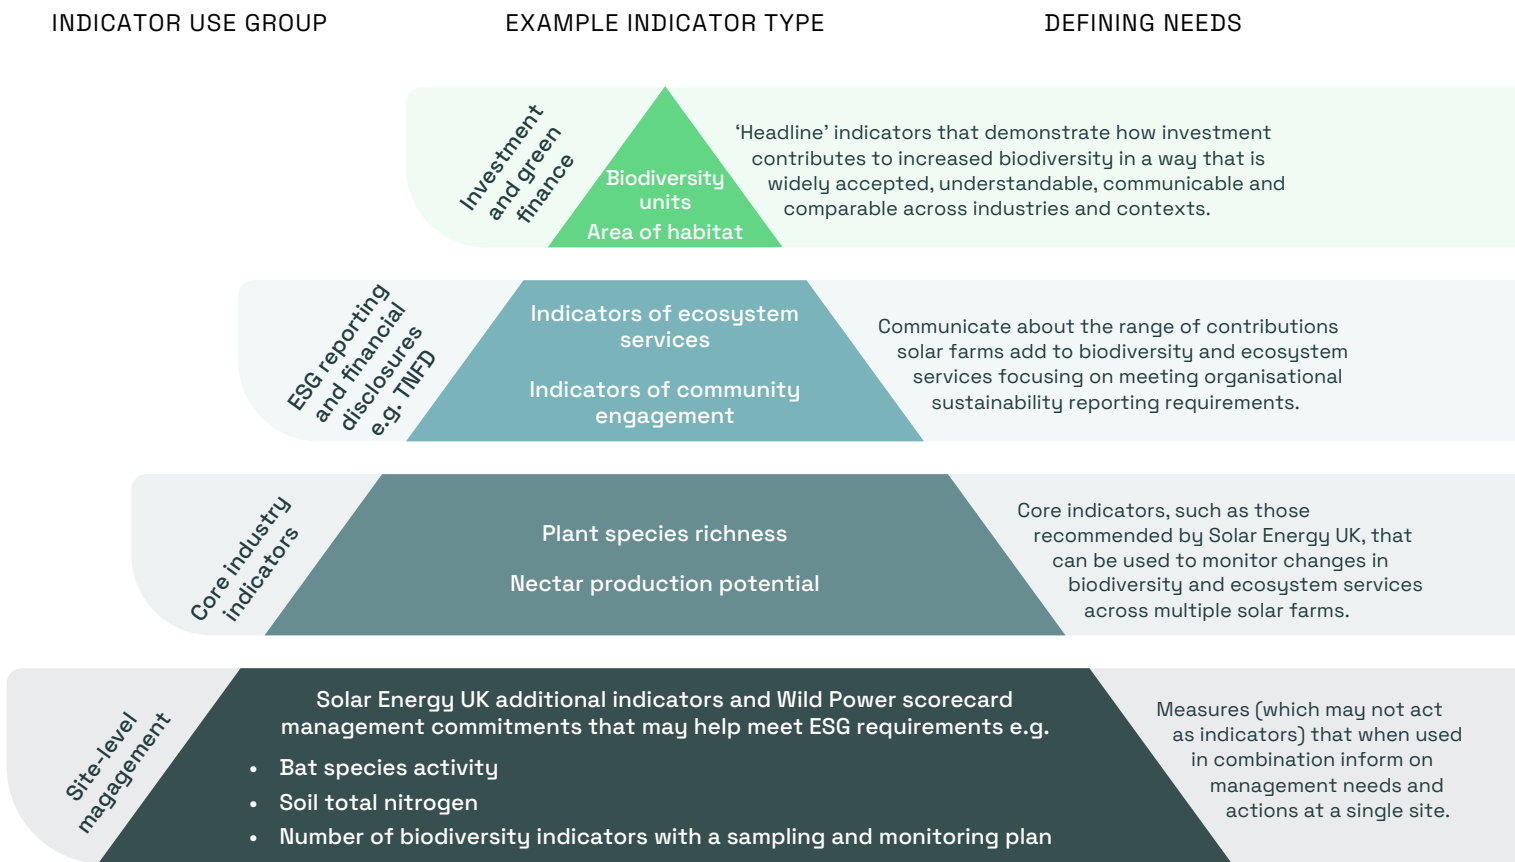 INDICATOR USE GROUP
EXAMPLE INDICATOR TYPE
DEFINING NEEDS
Investment
and green
finance
Biodiversity
units
Area of habitat
‘Headline’ indicators that demonstrate how investment
contributes to increased biodiversity in a way that is
widely accepted, understandable, communicable and
comparable across industries and contexts.
ESG reporting
and financial
disclosures
e.g. TNFD
Indicators of ecosystem
services
Indicators of community
engagement
Communicate about the range of contributions
solar farms add to biodiversity and ecosystem
services focusing on meeting organisational
sustainability reporting requirements.
Core industry
indicators
Plant species richness
Nectar production potential
Core indicators, such as those
recommended by Solar Energy UK, that
can be used to monitor changes in
biodiversity and ecosystem services
across multiple solar farms.
Site-level
magagement
Solar Energy UK additional indicators and Wild Power scorecard
management commitments that may help meet ESG requirements e.g.
• Bat species activity
• Soil total nitrogen
• Number of biodiversity indicators with a sampling and monitoring plan
Measures (which may not act
as indicators) that when used
in combination inform on
management needs and
actions at a single site.